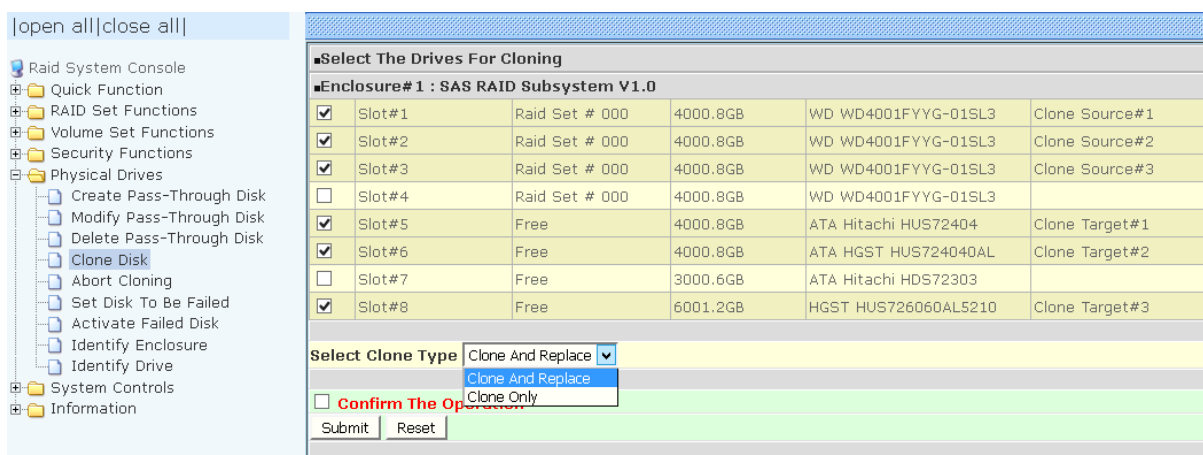 |open all|close all|
Raid System Console
Quick Function
RAID Set Functions
Volume Set Functions
Security Functions
Physical Drives
Create Pass-Through Disk
Modify Pass-Through Disk
Delete Pass-Through Disk
Clone Disk
Abort Cloning
Set Disk To Be Failed
Activate Failed Disk
Identify Enclosure
Identify Drive
System Controls
Information
Select The Drives For Cloning
Enclosure#1 : SAS RAID Subsystem V1.0
Slot#1 Raid Set # 000 4000.8GB WD WD4001FYYG-01SL3 Clone Source#1
Slot#2 Raid Set # 000 4000.8GB WD WD4001FYYG-01SL3 Clone Source#2
Slot#3 Raid Set # 000 4000.8GB WD WD4001FYYG-01SL3 Clone Source#3
Slot#4 Raid Set # 000 4000.8GB WD WD4001FYYG-01SL3
Slot#5 Free 4000.8GB ATA Hitachi HUS72404 Clone Target#1
Slot#6 Free 4000.8GB ATA HGST HUS724040AL Clone Target#2
Slot#7 Free 3000.6GB ATA Hitachi HDS72303
Slot#8 Free 6001.2GB HGST HUS726060AL5210 Clone Target#3
Select Clone Type Clone And Replace
Clone And Replace
Clone Only
Confirm The Operation
Submit Reset